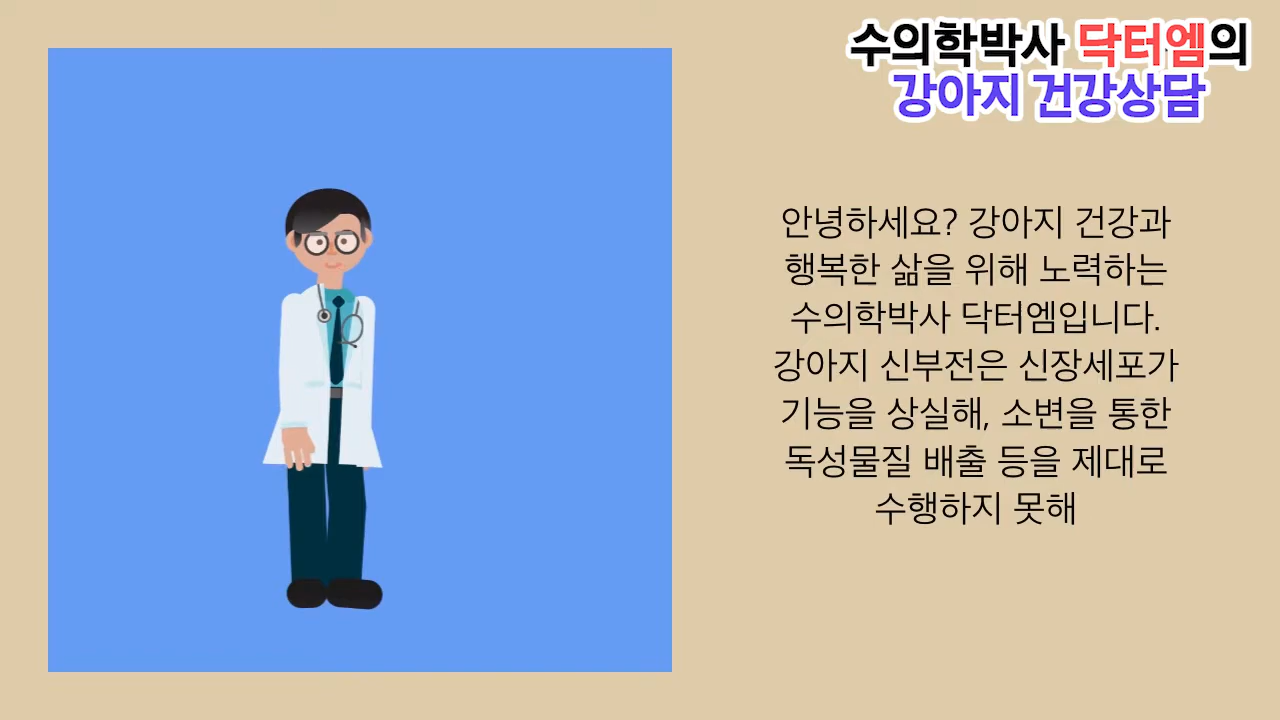 수의학박사 닥터엠의
강아지 건강상담
안녕하세요? 강아지 건강과
행복한 삶을 위해 노력하는
수의학박사 닥터엠입니다.
강아지 신부전은 신장세포가
기능을 상실해, 소변을 통한
독성물질 배출 등을 제대로
수행하지 못해